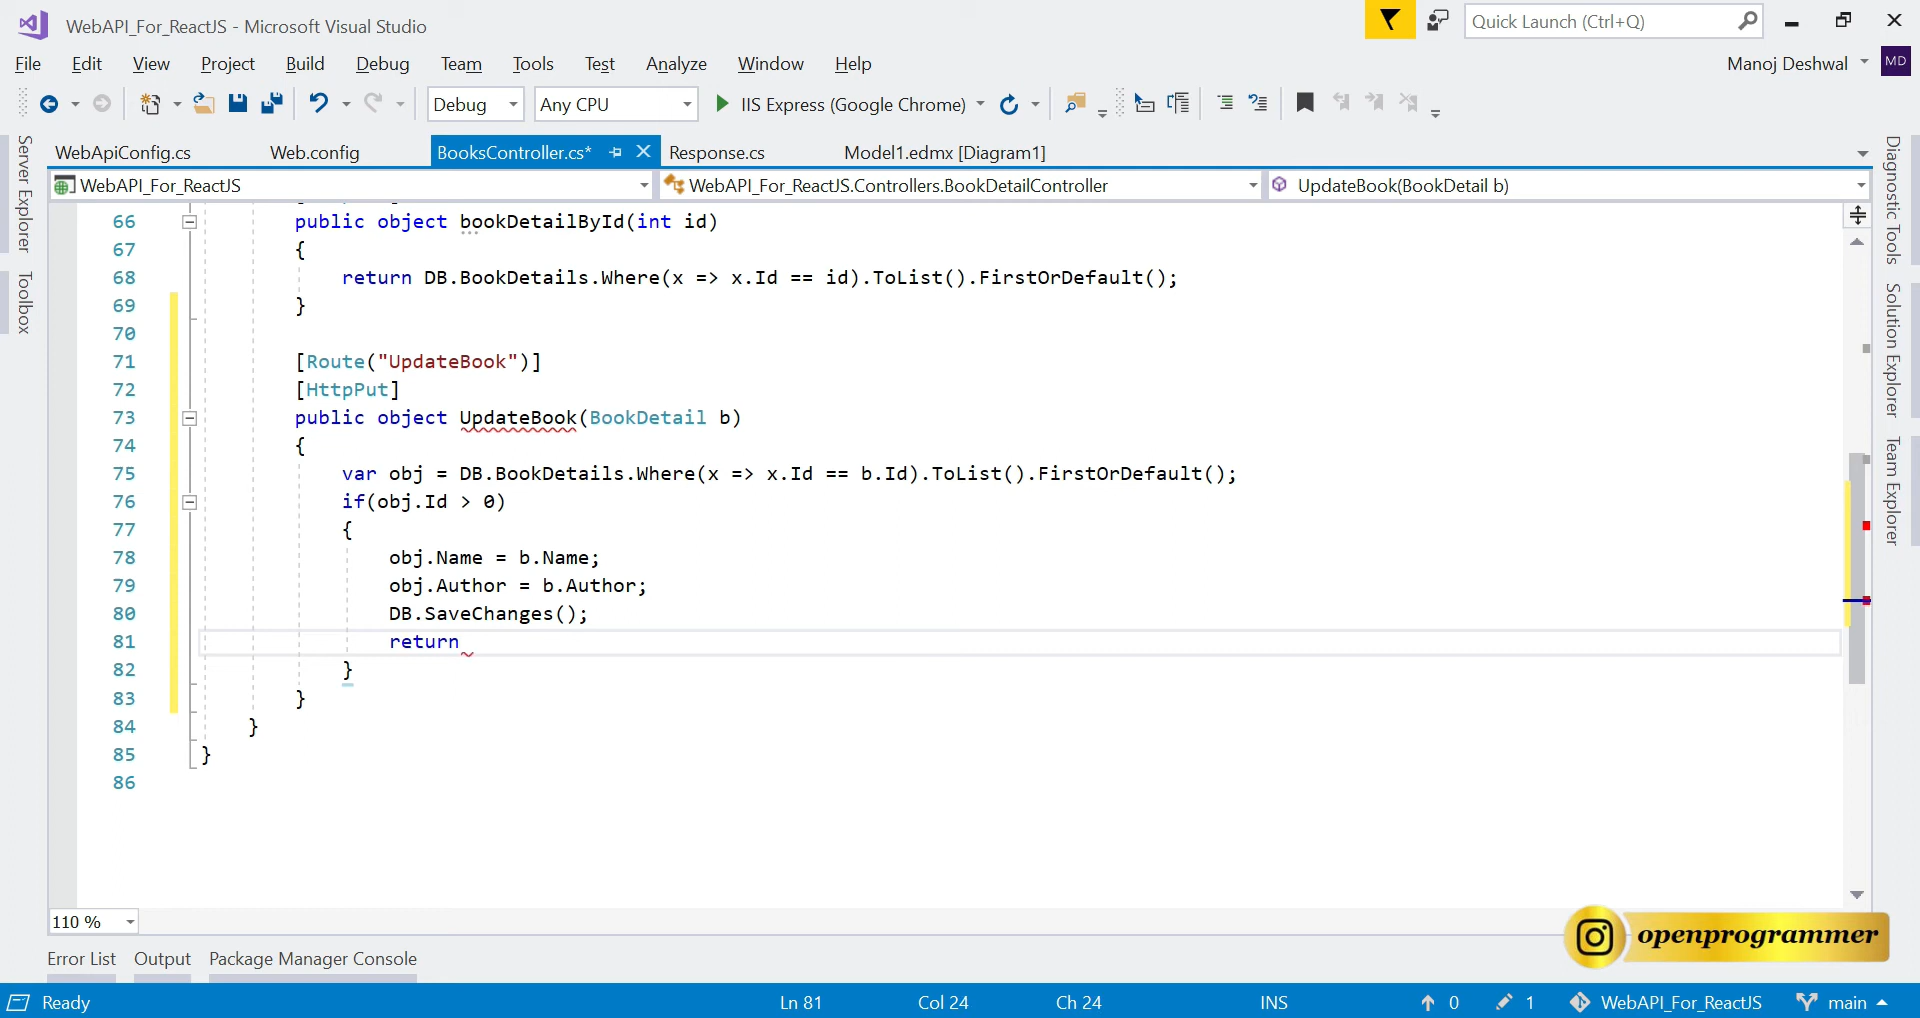 WebAPI_For_ReactJS - Microsoft Visual Studio
Quick Launch (Ctrl+Q)
File Edit View Project Build Debug Team Tools Test Analyze Window Help
Manoj Deshwal MD
Debug Any CPU IIS Express (Google Chrome)
WebApiConfig.cs Web.config BooksController.cs* Response.cs Model1.edmx [Diagram1]
WebAPI_For_ReactJS WebAPI_For_ReactJS.Controllers.BookDetailController UpdateBook(BookDetail b)
Server Explorer
Toolbox
66 public object bookDetailById(int id)
67 {
68 return DB.BookDetails.Where(x => x.Id == id).ToList().FirstOrDefault();
69 }
70
71 [Route("UpdateBook")]
72 [HttpPut]
73 public object UpdateBook(BookDetail b)
74 {
75 var obj = DB.BookDetails.Where(x => x.Id == b.Id).ToList().FirstOrDefault();
76 if(obj.Id > 0)
77 {
78 obj.Name = b.Name;
79 obj.Author = b.Author;
80 DB.SaveChanges();
81 return
82 }
83 }
84 }
85 }
86
Diagnostic Tools
Solution Explorer
Team Explorer
110 %
openprogrammer
Error List Output Package Manager Console
Ready Ln 81 Col 24 Ch 24 INS 0 1 WebAPI_For_ReactJS main